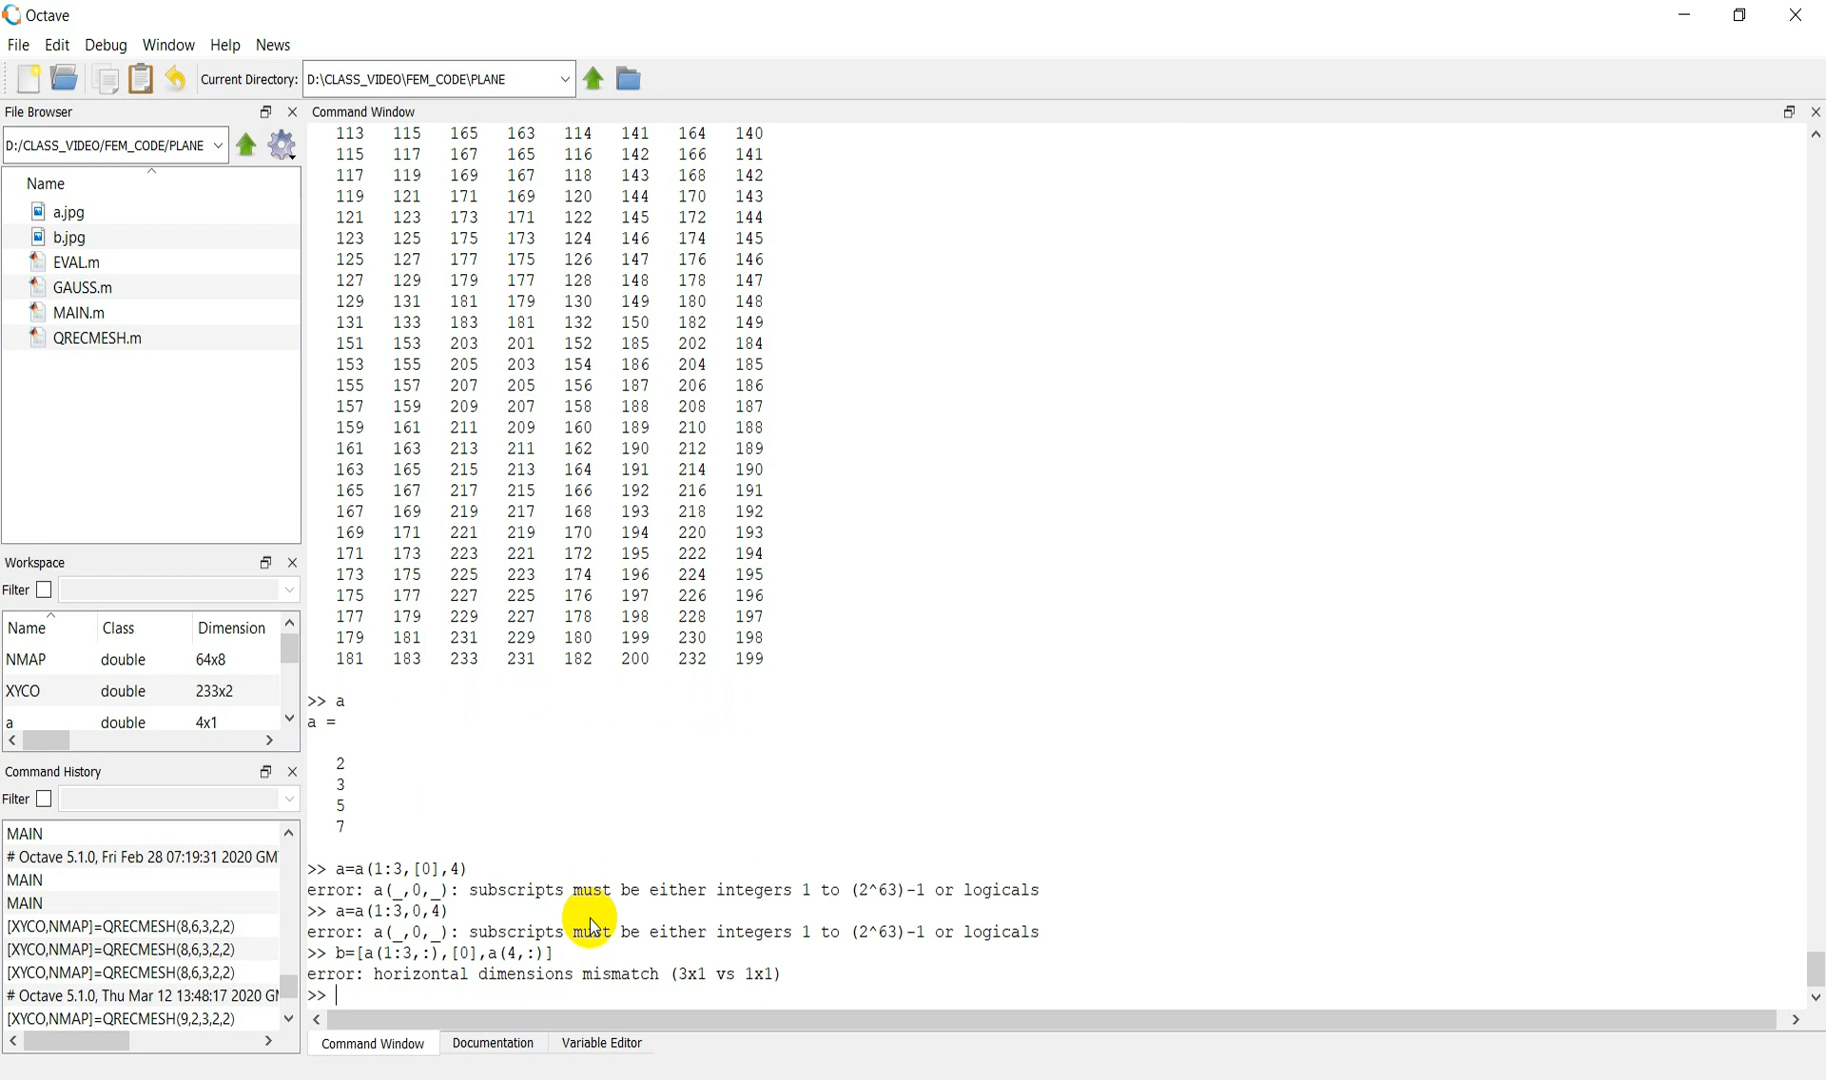 Octave
File Edit Debug Window Help News
Current Directory: D:\CLASS_VIDEO\FEM_CODE\PLANE
File Browser
D:/CLASS_VIDEO/FEM_CODE/PLANE
Name
a.jpg
b.jpg
EVAL.m
GAUSS.m
MAIN.m
QRECMESH.m
Workspace
Filter
Name Class Dimension
NMAP double 64x8
XYCO double 233x2
a double 4x1
Command History
Filter
MAIN
# Octave 5.1.0, Fri Feb 28 07:19:31 2020 GM
MAIN
MAIN
[XYCO,NMAP]=QRECMESH(8,6,3,2,2)
[XYCO,NMAP]=QRECMESH(8,6,3,2,2)
[XYCO,NMAP]=QRECMESH(8,6,3,2,2)
# Octave 5.1.0, Thu Mar 12 13:48:17 2020 G
[XYCO,NMAP]=QRECMESH(9,2,3,2,2)
Command Window
113 115 165 163 114 141 164 140
115 117 167 165 116 142 166 141
117 119 169 167 118 143 168 142
119 121 171 169 120 144 170 143
121 123 173 171 122 145 172 144
123 125 175 173 124 146 174 145
125 127 177 175 126 147 176 146
127 129 179 177 128 148 178 147
129 131 181 179 130 149 180 148
131 133 183 181 132 150 182 149
151 153 203 201 152 185 202 184
153 155 205 203 154 186 204 185
155 157 207 205 156 187 206 186
157 159 209 207 158 188 208 187
159 161 211 209 160 189 210 188
161 163 213 211 162 190 212 189
163 165 215 213 164 191 214 190
165 167 217 215 166 192 216 191
167 169 219 217 168 193 218 192
169 171 221 219 170 194 220 193
171 173 223 221 172 195 222 194
173 175 225 223 174 196 224 195
175 177 227 225 176 197 226 196
177 179 229 227 178 198 228 197
179 181 231 229 180 199 230 198
181 183 233 231 182 200 232 199
>> a
a =
2
3
5
7
>> a=a(1:3,[0],4)
error: a(_,0,_): subscripts must be either integers 1 to (2^63)-1 or logicals
>> a=a(1:3,0,4)
error: a(_,0,_): subscripts must be either integers 1 to (2^63)-1 or logicals
>> b=[a(1:3,:),[0],a(4,:)]
error: horizontal dimensions mismatch (3x1 vs 1x1)
>>
Command Window Documentation Variable Editor